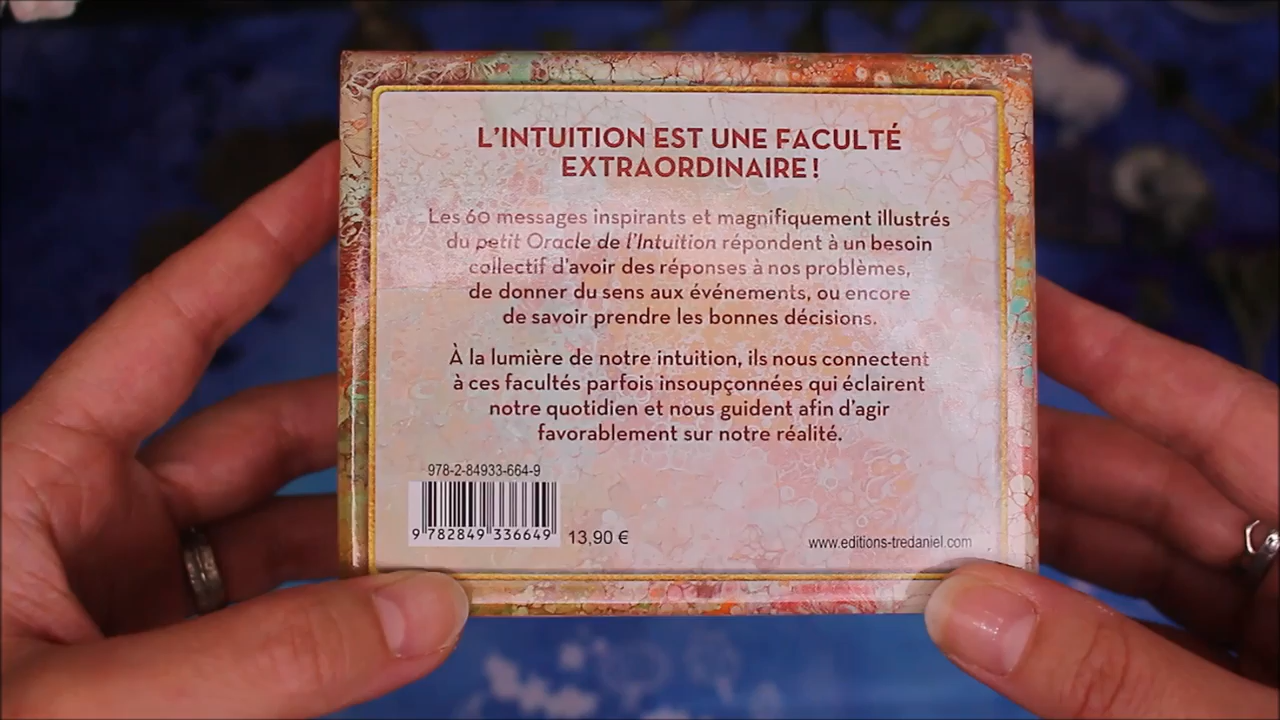 L'INTUITION EST UNE FACULTÉ
EXTRAORDINAIRE !
Les 60 messages inspirants et magnifiquement illustrés
du petit Oracle de l'Intuition répondent à un besoin
collectif d'avoir des réponses à nos problèmes,
de donner du sens aux événements, ou encore
de savoir prendre les bonnes décisions.
À la lumière de notre intuition, ils nous connectent
à ces facultés parfois insoupçonnées qui éclairent
notre quotidien et nous guident afin d'agir
favorablement sur notre réalité.
978-2-84933-664-9
9 782849 336649
13,90 €
www.editions-tredaniel.com